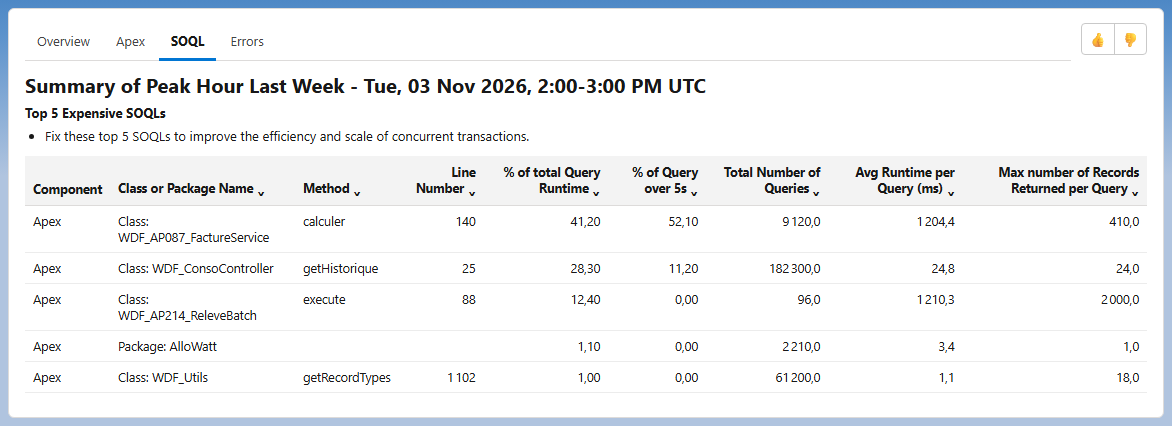 Overview Apex SOQL Errors
Summary of Peak Hour Last Week - Tue, 03 Nov 2026, 2:00-3:00 PM UTC
Top 5 Expensive SOQLs
• Fix these top 5 SOQLs to improve the efficiency and scale of concurrent transactions.
Component Class or Package Name Method Line Number % of total Query Runtime % of Query over 5s Total Number of Queries Avg Runtime per Query (ms) Max number of Records Returned per Query
Apex Class: WDF_AP087_FactureService calculer 140 41,20 52,10 9 120,0 1 204,4 410,0
Apex Class: WDF_ConsoController getHistorique 25 28,30 11,20 182 300,0 24,8 24,0
Apex Class: WDF_AP214_ReleveBatch execute 88 12,40 0,00 96,0 1 210,3 2 000,0
Apex Package: AlloWatt 1,10 0,00 2 210,0 3,4 1,0
Apex Class: WDF_Utils getRecordTypes 1 102 1,00 0,00 61 200,0 1,1 18,0